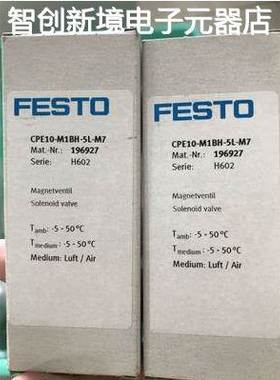 智创新境电子元器店
FESTO
CPE10-M1BH-5L-M7
Mat.-Nr.: 196927
Serie: H602
Magnetventil
Solenoid valve
Tamb: -5 - 50 °C
Tmedium: -5 - 50 °C
Medium: Luft / Air
FESTO
CPE10-M1BH-5L-M7
Mat.-Nr.: 196927
Serie: H602
Magnetventil
Solenoid valve
Tamb: -5 - 50 °C
Tmedium: -5 - 50 °C
Medium: Luft / Air